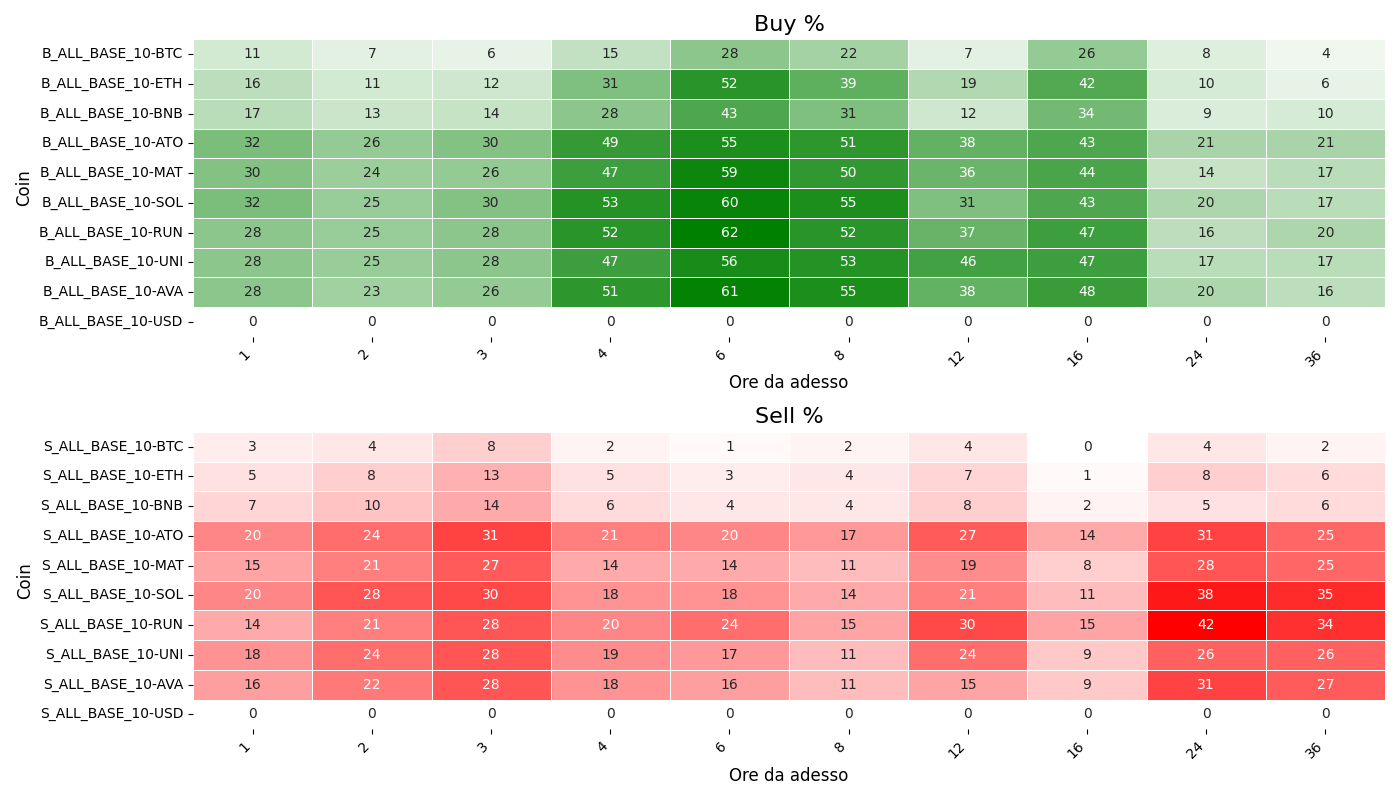 Buy %
Coin
B_ALL_BASE_10-BTC 11 7 6 15 28 22 7 26 8 4
B_ALL_BASE_10-ETH 16 11 12 31 52 39 19 42 10 6
B_ALL_BASE_10-BNB 17 13 14 28 43 31 12 34 9 10
B_ALL_BASE_10-ATO 32 26 30 49 55 51 38 43 21 21
B_ALL_BASE_10-MAT 30 24 26 47 59 50 36 44 14 17
B_ALL_BASE_10-SOL 32 25 30 53 60 55 31 43 20 17
B_ALL_BASE_10-RUN 28 25 28 52 62 52 37 47 16 20
B_ALL_BASE_10-UNI 28 25 28 47 56 53 46 47 17 17
B_ALL_BASE_10-AVA 28 23 26 51 61 55 38 48 20 16
B_ALL_BASE_10-USD 0 0 0 0 0 0 0 0 0 0
1 2 3 4 6 8 12 16 24 36
Ore da adesso
Sell %
Coin
S_ALL_BASE_10-BTC 3 4 8 2 1 2 4 0 4 2
S_ALL_BASE_10-ETH 5 8 13 5 3 4 7 1 8 6
S_ALL_BASE_10-BNB 7 10 14 6 4 4 8 2 5 6
S_ALL_BASE_10-ATO 20 24 31 21 20 17 27 14 31 25
S_ALL_BASE_10-MAT 15 21 27 14 14 11 19 8 28 25
S_ALL_BASE_10-SOL 20 28 30 18 18 14 21 11 38 35
S_ALL_BASE_10-RUN 14 21 28 20 24 15 30 15 42 34
S_ALL_BASE_10-UNI 18 24 28 19 17 11 24 9 26 26
S_ALL_BASE_10-AVA 16 22 28 18 16 11 15 9 31 27
S_ALL_BASE_10-USD 0 0 0 0 0 0 0 0 0 0
1 2 3 4 6 8 12 16 24 36
Ore da adesso